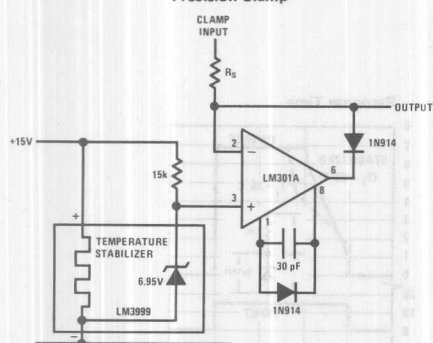 Precision Clamp
CLAMP
INPUT
RS
OUTPUT
+15V
2
−
1N914
15k
LM301A
6
8
3
+
1
+
TEMPERATURE
STABILIZER
30 pF
6.95V
LM3999
1N914
−